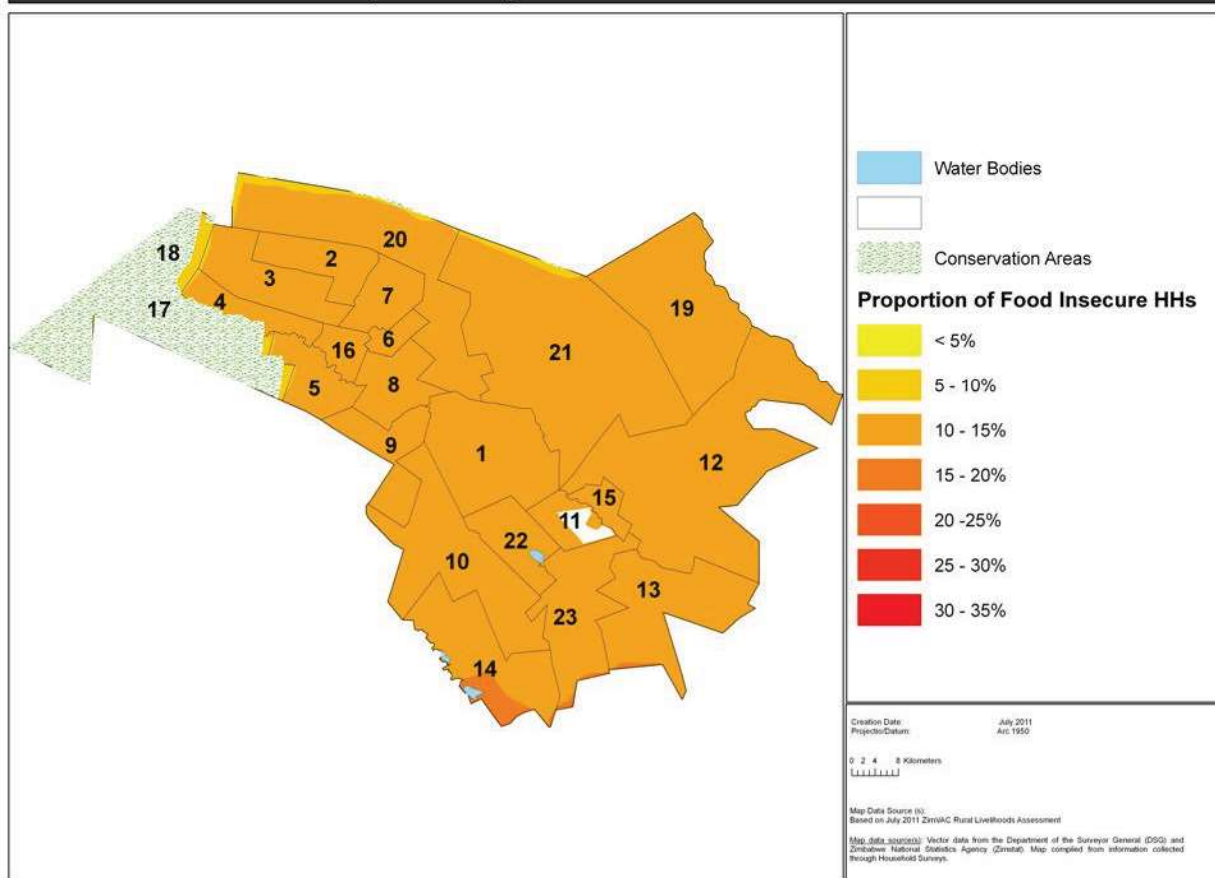 18
20
2
19
3
7
17
4
6
21
16
5
8
9
1
12
15
11
22
10
13
23
14
Water Bodies
Conservation Areas
Proportion of Food Insecure HHs
< 5%
5 - 10%
10 - 15%
15 - 20%
20 -25%
25 - 30%
30 - 35%
Creation Date: July 2011
Projectio/Datum: Arc 1950
0 2 4 8 Kilometers
Map Data Source (s):
Based on July 2011 ZimVAC Rural Livelihoods Assessment
Map data source(s): Vector data from the Department of the Surveyor General (DSG) and
Zimbabwe National Statistics Agency (Zimstat). Map compiled from information collected
through Household Surveys.